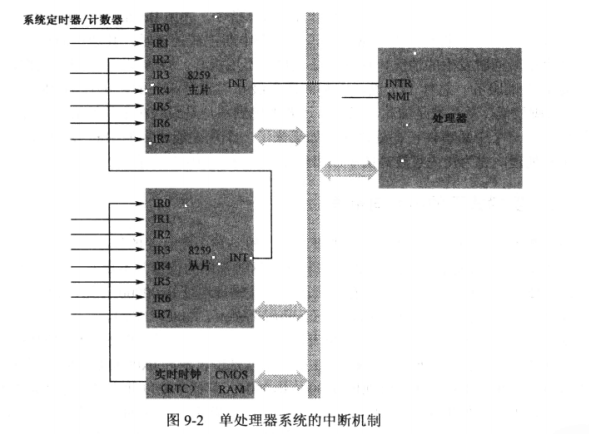 系统定时器/计数器
IR0
IR1
IR2
IR3
IR4
IR5
IR6
IR7
8259
主片
INT
INTR
NMI
处理器
IR0
IR1
IR2
IR3
IR4
IR5
IR6
IR7
8259
从片
INT
实时时钟
(RTC)
CMOS
RAM
图 9-2 单处理器系统的中断机制